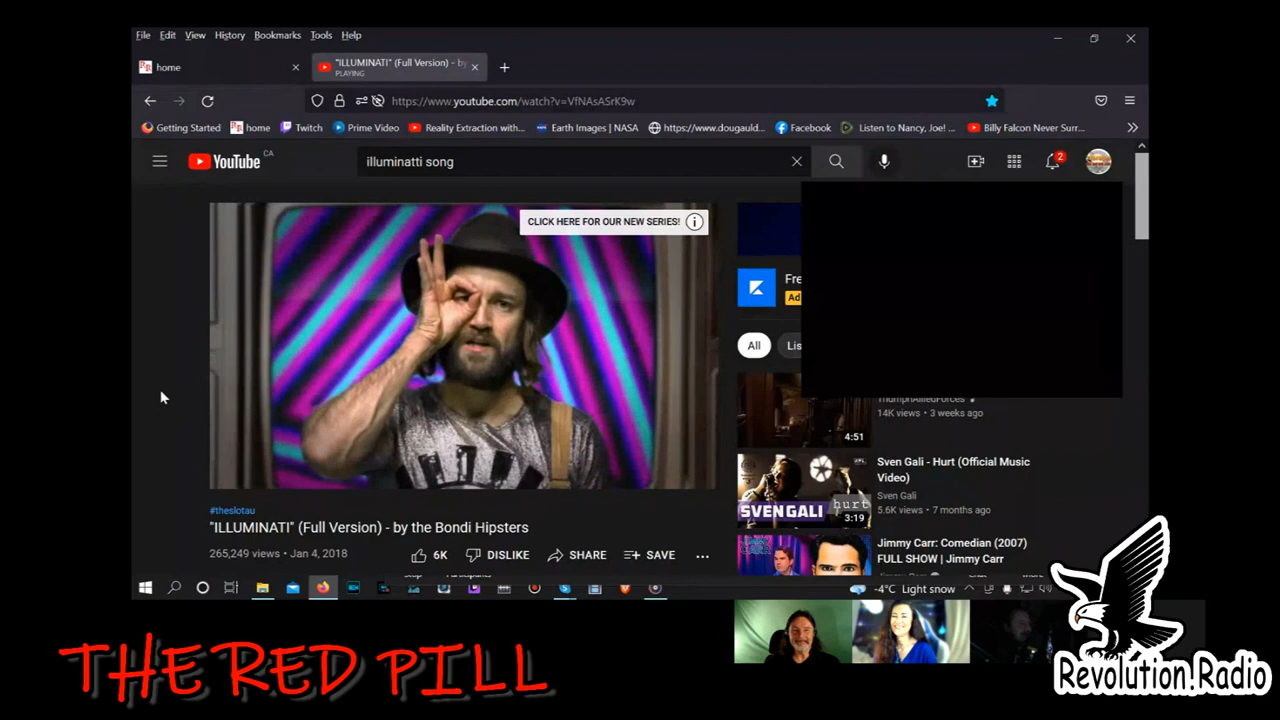 File Edit View History Bookmarks Tools Help
home
"ILLUMINATI" (Full Version) - by
PLAYING
https://www.youtube.com/watch?v=VfNAsASrK9w
Getting Started home Twitch Prime Video Reality Extraction with... Earth Images | NASA https://www.dougauld... Facebook Listen to Nancy, Joe! ... Billy Falcon Never Surr...
YouTube CA
illuminatti song
2
CLICK HERE FOR OUR NEW SERIES!
Fre
Ad
All Lis
TriumphAlliedForces
14K views • 3 weeks ago
4:51
Sven Gali - Hurt (Official Music
Video)
Sven Gali
5.6K views • 7 months ago
SVENGALI hurt
3:19
Jimmy Carr: Comedian (2007)
FULL SHOW | Jimmy Carr
#theslotau
"ILLUMINATI" (Full Version) - by the Bondi Hipsters
265,249 views • Jan 4, 2018
6K DISLIKE SHARE SAVE
-4°C Light snow
THE RED PILL
Revolution.Radio